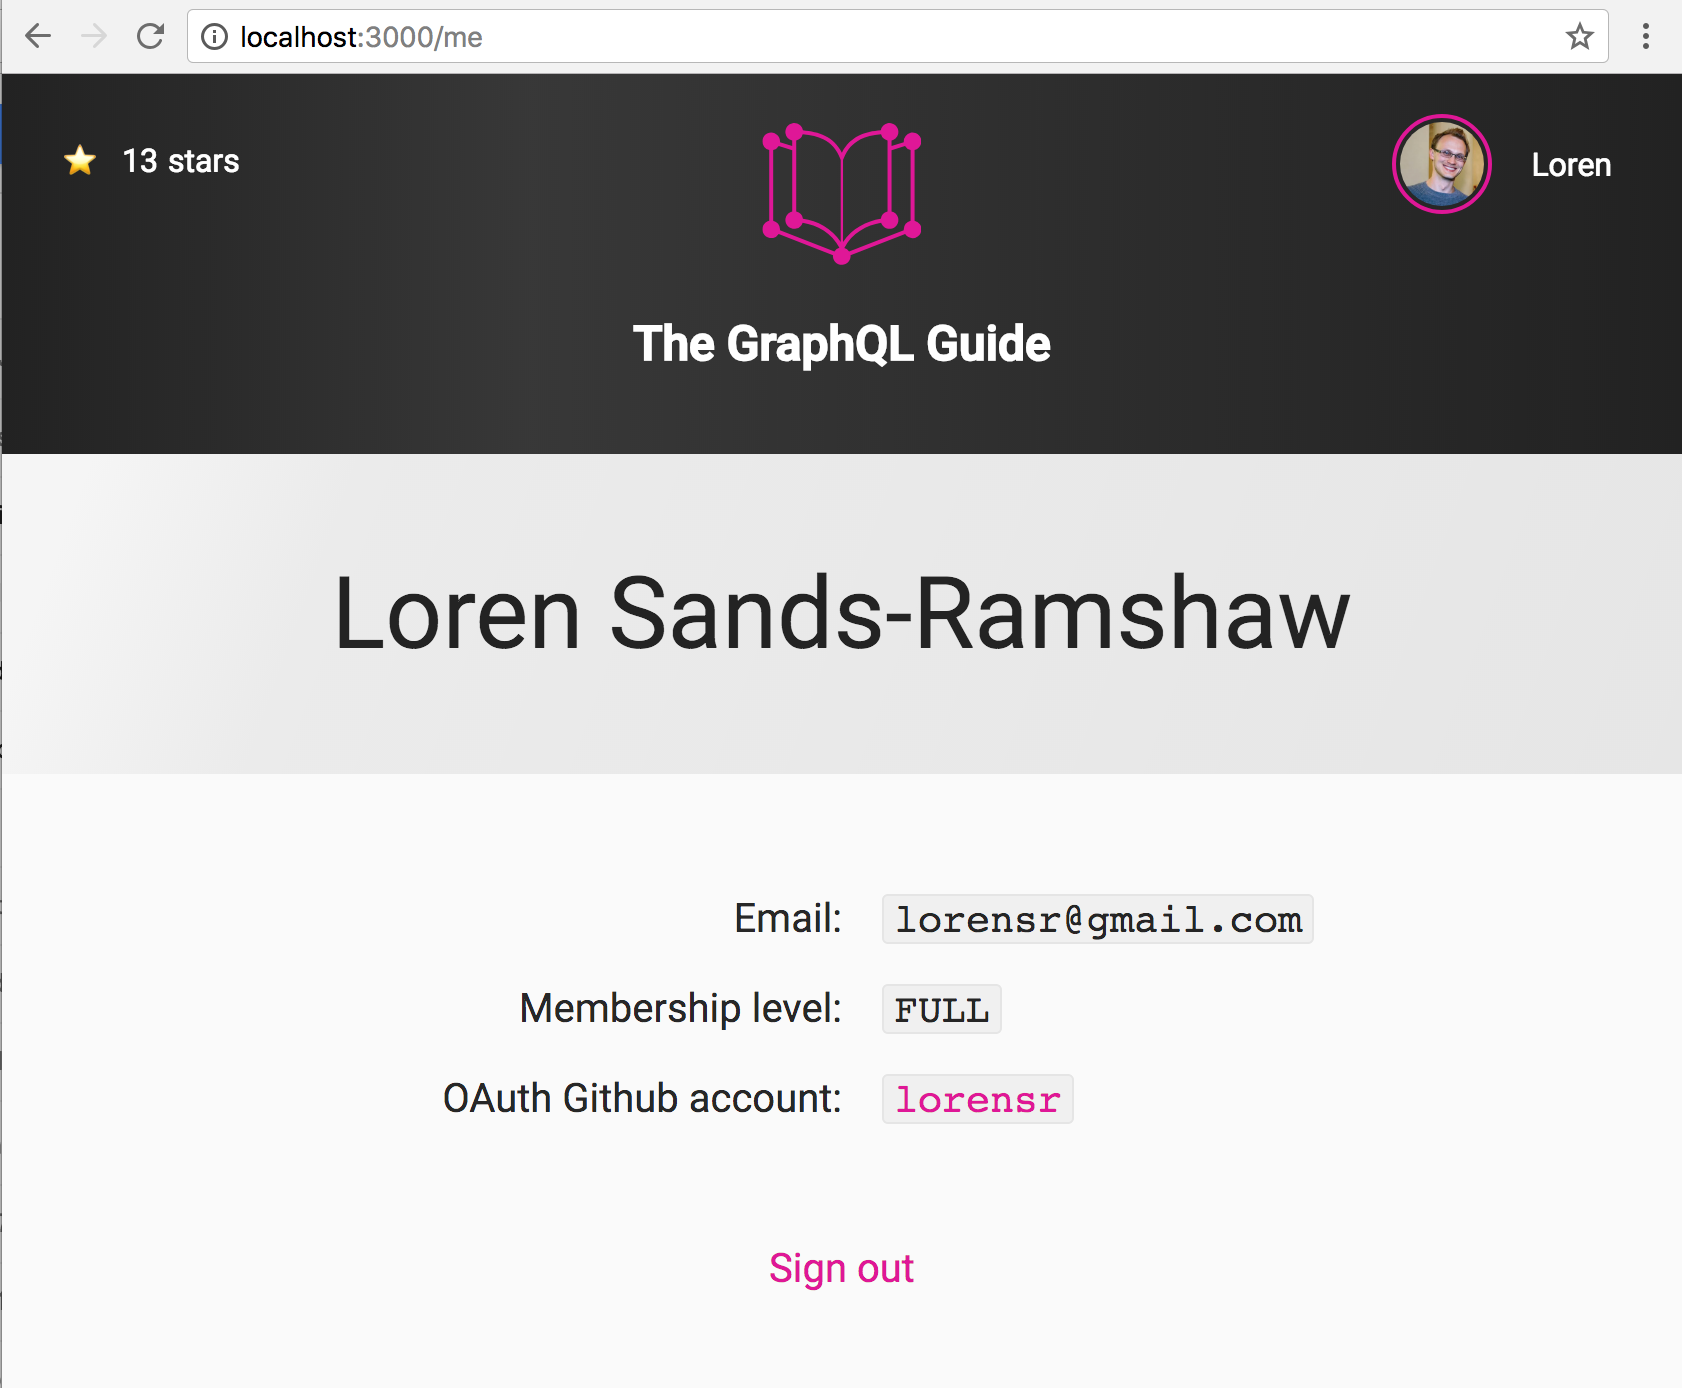 localhost:3000/me
13 stars
Loren
The GraphQL Guide
Loren Sands-Ramshaw
Email: lorensr@gmail.com
Membership level: FULL
OAuth Github account: lorensr
Sign out